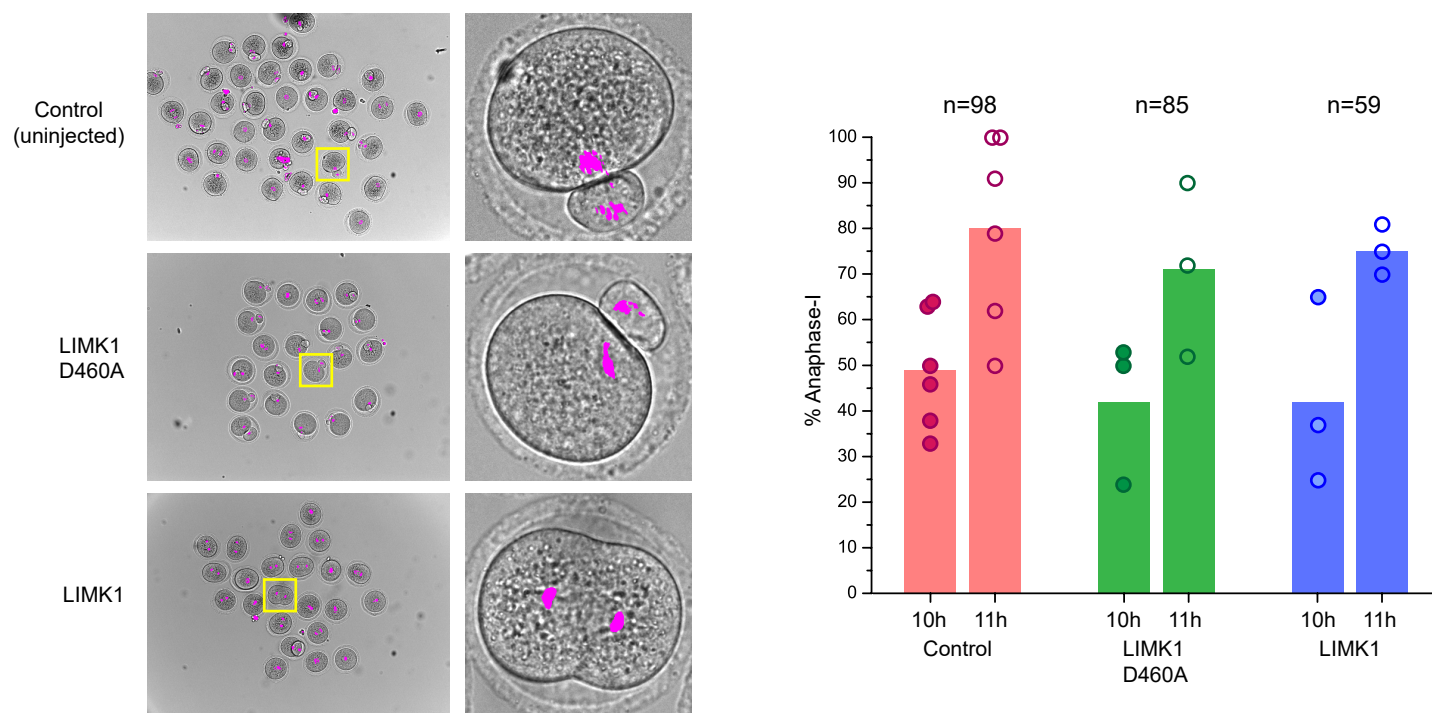 Control
(uninjected)
LIMK1
D460A
LIMK1
n=98
n=85
n=59
% Anaphase-I
100
90
80
70
60
50
40
30
20
10
0
10h
11h
10h
11h
10h
11h
Control
LIMK1
D460A
LIMK1